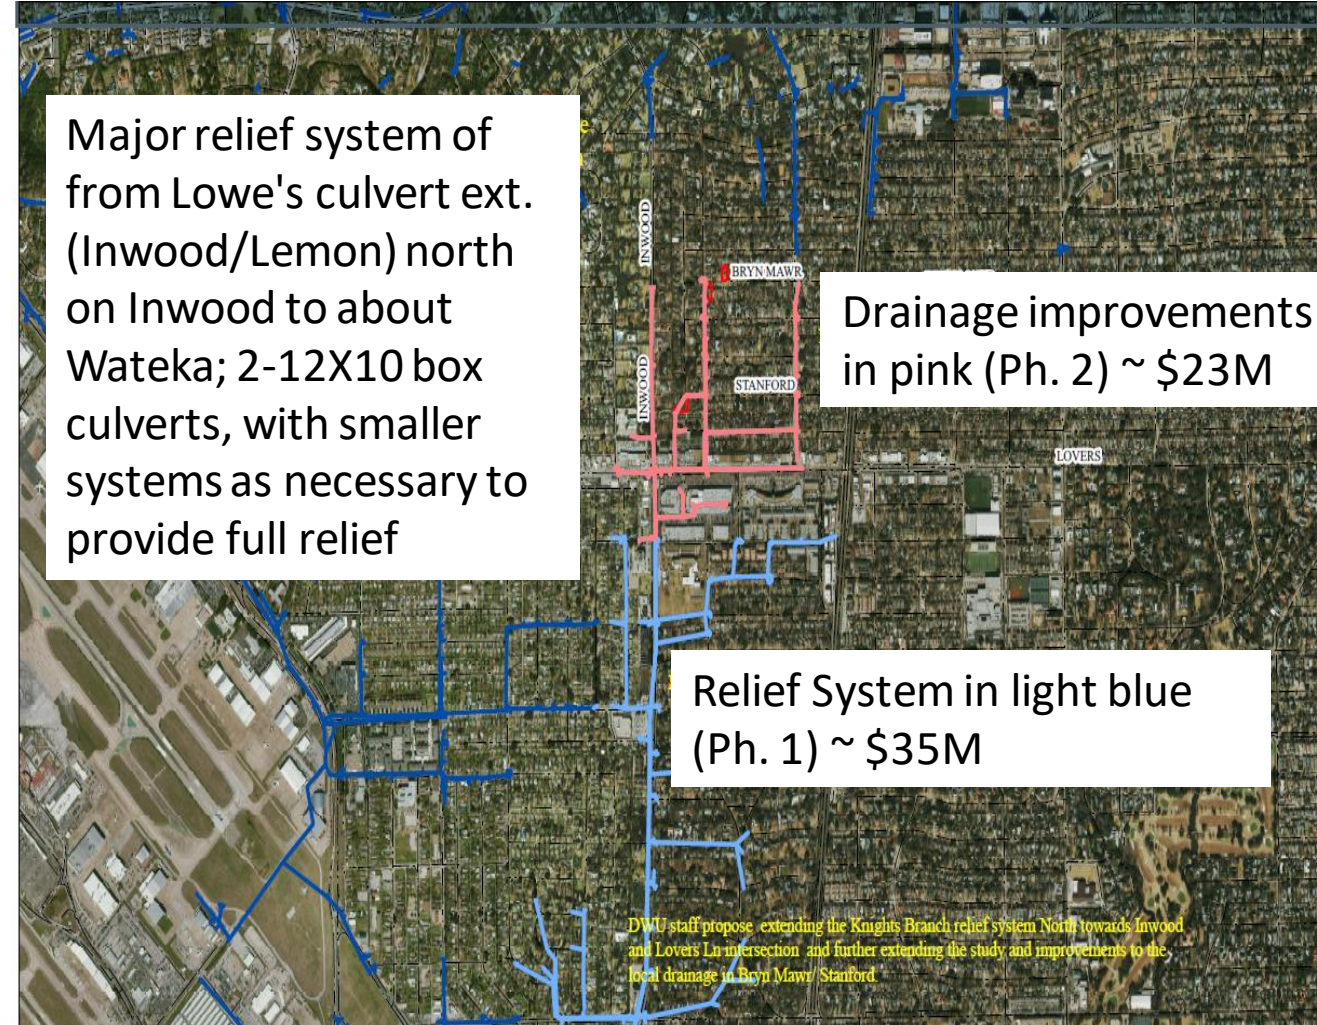 Major relief system of
from Lowe's culvert ext.
(Inwood/Lemon) north
on Inwood to about
Wateka; 2-12X10 box
culverts, with smaller
systems as necessary to
provide full relief
INWOOD
BRYN MAWR
Drainage improvements
in pink (Ph. 2) ~ $23M
INWOOD
STANFORD
LOVERS
Relief System in light blue
(Ph. 1) ~ $35M
DWU staff propose extending the Knights Branch relief system North towards Inwood
and Lovers Ln intersection and further extending the study and improvements to the
local drainage in Bryn Mawr/ Stanford.